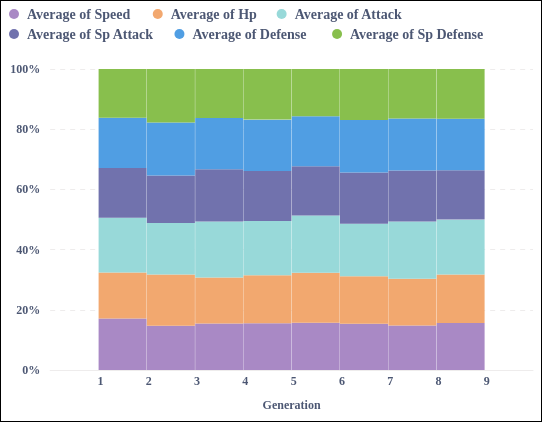 Average of Speed Average of Hp Average of Attack
Average of Sp Attack Average of Defense Average of Sp Defense
100%
80%
60%
40%
20%
0%
1 2 3 4 5 6 7 8 9
Generation